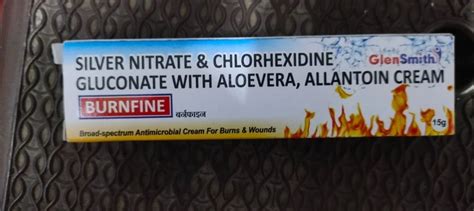 SILVER NITRATE & CHLORHEXIDINE
GLUCONATE WITH ALOEVERA, ALLANTOIN CREAM
GlenSmith
BURNFINE
बर्नफाइन
Broad-spectrum Antimicrobial Cream For Burns & Wounds
15g